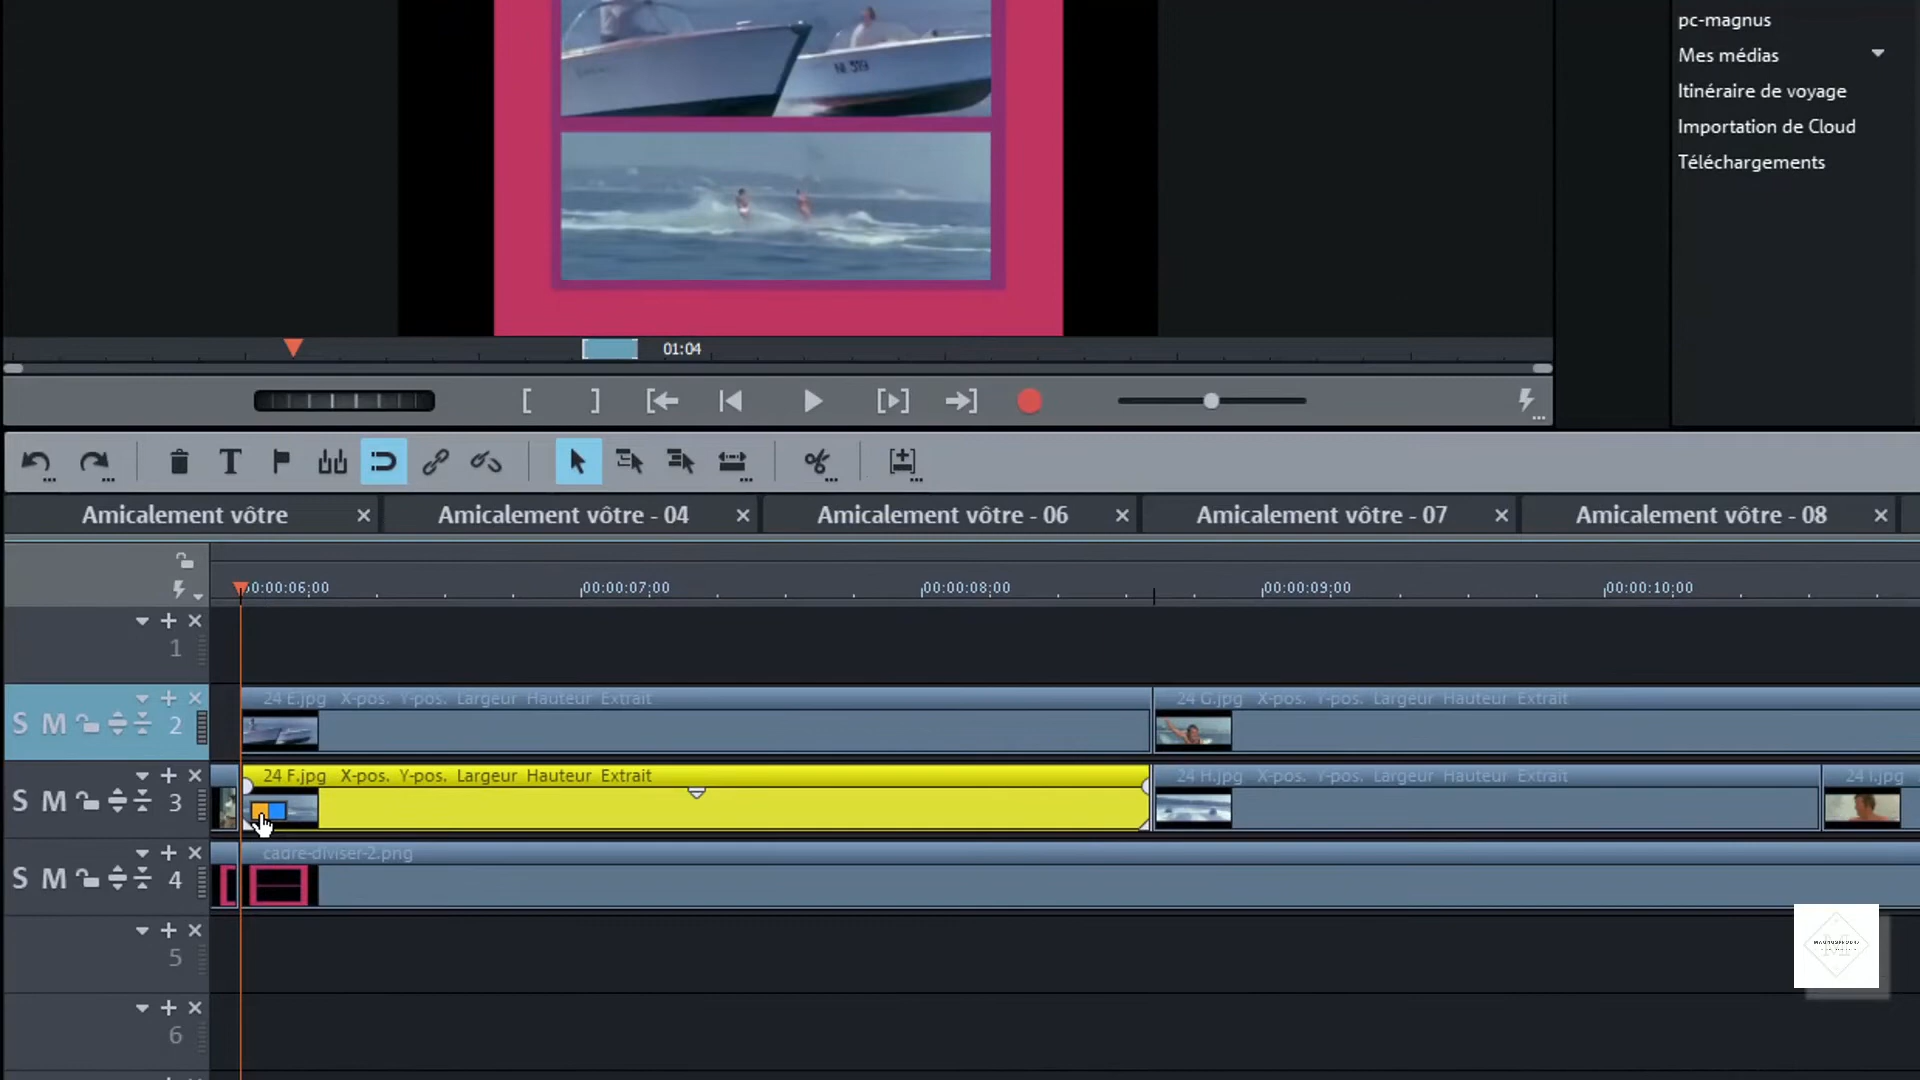 pc-magnus
Mes médias
Itinéraire de voyage
Importation de Cloud
Téléchargements
NL 519
01:04
Amicalement vôtre
Amicalement vôtre - 04
Amicalement vôtre - 06
Amicalement vôtre - 07
Amicalement vôtre - 08
00:00:06;00
00:00:07;00
00:00:08;00
00:00:09;00
00:00:10;00
1
24 E.jpg X-pos. Y-pos. Largeur Hauteur Extrait
24 G.jpg X-pos. Y-pos. Largeur Hauteur Extrait
S M 2
24 F.jpg X-pos. Y-pos. Largeur Hauteur Extrait
24 H.jpg X-pos. Y-pos. Largeur Hauteur Extrait
24 I.jpg
S M 3
cadre-diviser-2.png
S M 4
5
6